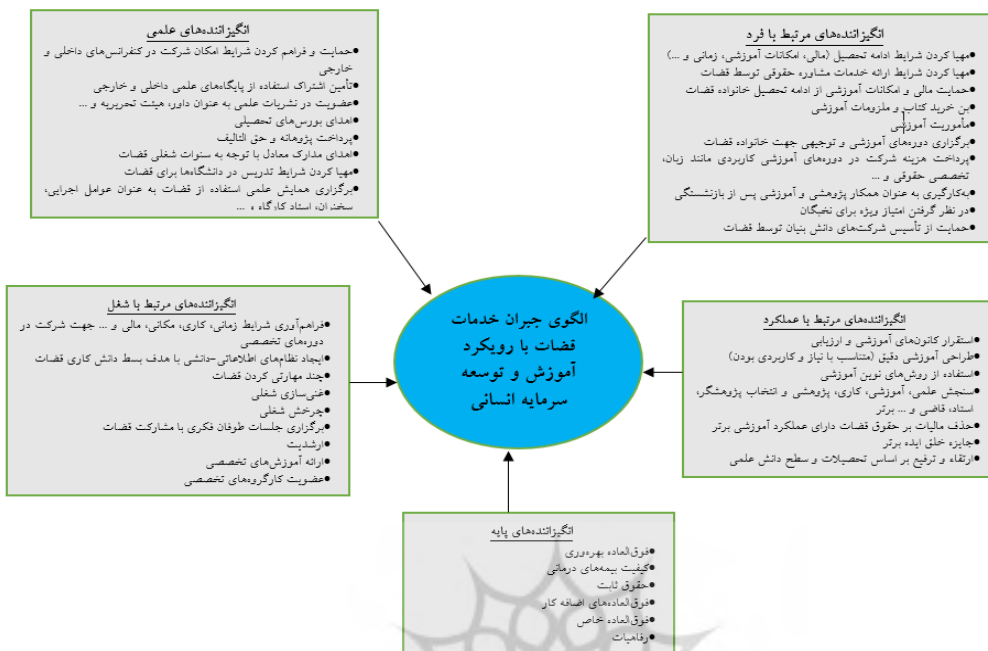 انگیزاننده‌های مرتبط با فرد
●مهیا کردن شرایط ادامه تحصیل (مالی، امکانات آموزشی، زمانی و ...)
●مهیا کردن شرایط ارائه خدمات مشاوره حقوقی توسط قضات
●حمایت مالی و امکانات آموزشی از ادامه تحصیل خانواده قضات
●بن خرید کتاب و ملزومات آموزشی
●مأموریت آموزشی
●برگزاری دوره‌های آموزشی و توجیهی جهت خانواده قضات
●پرداخت هزینه شرکت در دوره‌های آموزشی کاربردی مانند زبان،
تخصصی حقوقی و ...
●به‌کارگیری به عنوان همکار پژوهشی و آموزشی پس از بازنشستگی
●در نظر گرفتن امتیاز ویژه برای نخبگان
●حمایت از تأسیس شرکت‌های دانش بنیان توسط قضات
انگیزاننده‌های علمی
●حمایت و فراهم کردن شرایط امکان شرکت در کنفرانس‌های داخلی و
خارجی
●تأمین اشتراک استفاده از پایگاه‌های علمی داخلی و خارجی
●عضویت در نشریات علمی به عنوان داور، هیئت تحریریه و ...
●اهدای بورس‌های تحصیلی
●پرداخت پژوهانه و حق التالیف
●اهدای مدارک معادل با توجه به سنوات شغلی قضات
●مهیا کردن شرایط تدریس در دانشگاه‌ها برای قضات
●برگزاری همایش علمی استفاده از قضات به عنوان عوامل اجرایی،
سخنران، استاد کارگاه و ...
الگوی جبران خدمات
قضات با رویکرد
آموزش و توسعه
سرمایه انسانی
انگیزاننده‌های مرتبط با عملکرد
●استقرار کانون‌های آموزشی و ارزیابی
●طراحی آموزشی دقیق (متناسب با نیاز و کاربردی بودن)
●استفاده از روش‌های نوین آموزشی
●سنجش علمی، آموزشی، کاری، پژوهشی و انتخاب پژوهشگر،
استاد، قاضی و ... برتر
●حذف مالیات بر حقوق قضات دارای عملکرد آموزشی برتر
●جایزه خلق ایده برتر
●ارتقاء و ترفیع بر اساس تحصیلات و سطح دانش علمی
انگیزاننده‌های مرتبط با شغل
●فراهم‌آوری شرایط زمانی، کاری، مکانی، مالی و ... جهت شرکت در
دوره‌های تخصصی
●ایجاد نظام‌های اطلاعاتی-دانشی با هدف بسط دانش کاری قضات
●چند مهارتی کردن قضات
●غنی‌سازی شغلی
●چرخش شغلی
●برگزاری جلسات طوفان فکری با مشارکت قضات
●ارشدیت
●ارائه آموزش‌های تخصصی
●عضویت کارگروه‌های تخصصی
انگیزاننده‌های پایه
●فوق‌العاده بهره‌وری
●کیفیت بیمه‌های درمانی
●حقوق ثابت
●فوق‌العاده‌های اضافه کار
●فوق‌العاده خاص
●رفاهیات